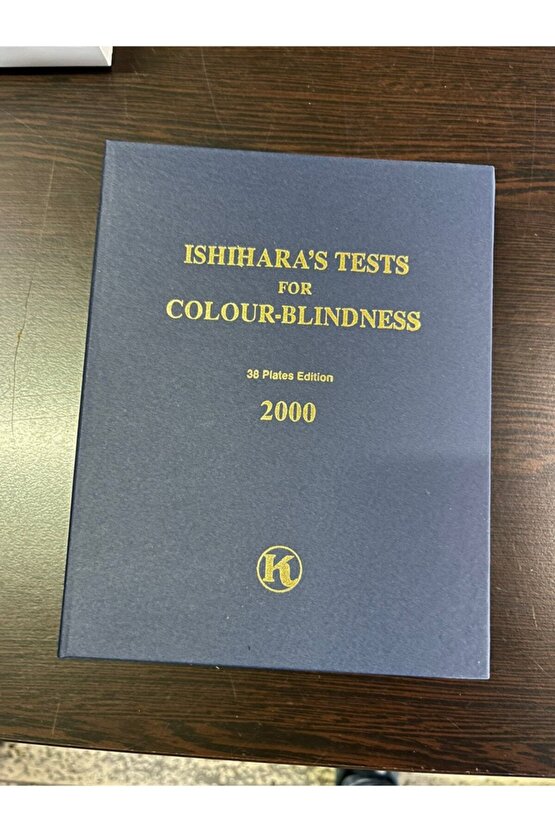 ISHIHARA'S TESTS
FOR
COLOUR-BLINDNESS
38 Plates Edition
2000
K